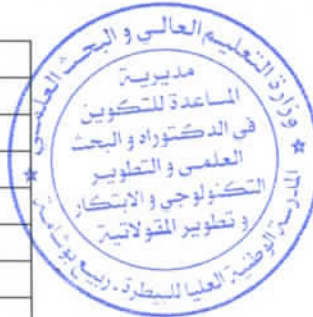 وزارة التعليم العالي و البحث العلمي
مديرية
المساعدة للتكوين
في الدكتوراه و البحث
العلمي و التطوير
التكنولوجي و الابتكار
و تطوير المقولاتية
المدرسة الوطنية العليا للبيطرة - ربيع بوشامة